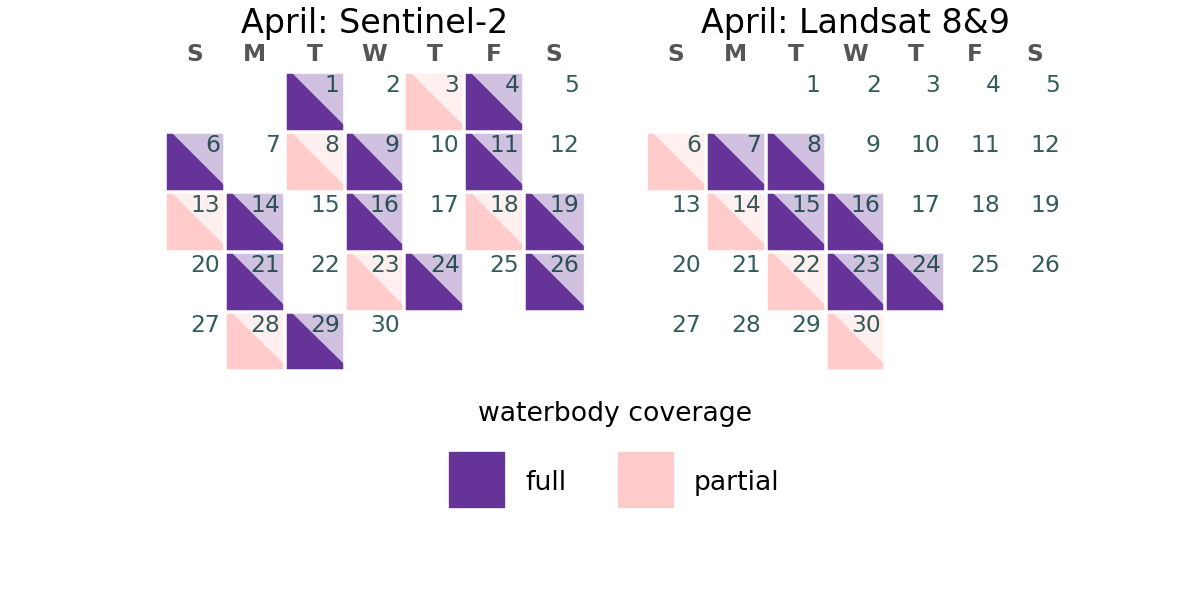 April: Sentinel-2
S M T W T F S
1 2 3 4 5
6 7 8 9 10 11 12
13 14 15 16 17 18 19
20 21 22 23 24 25 26
27 28 29 30
April: Landsat 8&9
S M T W T F S
1 2 3 4 5
6 7 8 9 10 11 12
13 14 15 16 17 18 19
20 21 22 23 24 25 26
27 28 29 30
waterbody coverage
full
partial